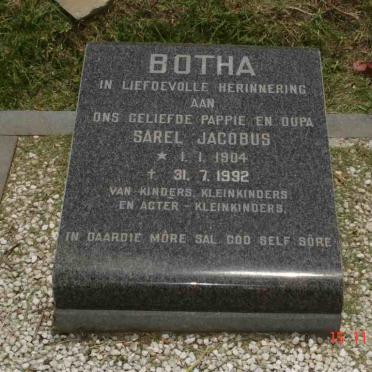 BOTHA
IN LIEFDEVOLLE HERINNERING
AAN
ONS GELIEFDE PAPPIE EN OUPA
SAREL JACOBUS
* 1. 1. 1904
† 31. 7. 1992
VAN KINDERS, KLEINKINDERS
EN AGTER - KLEINKINDERS.
IN DAARDIE MÔRE SAL GOD SELF SÔRE